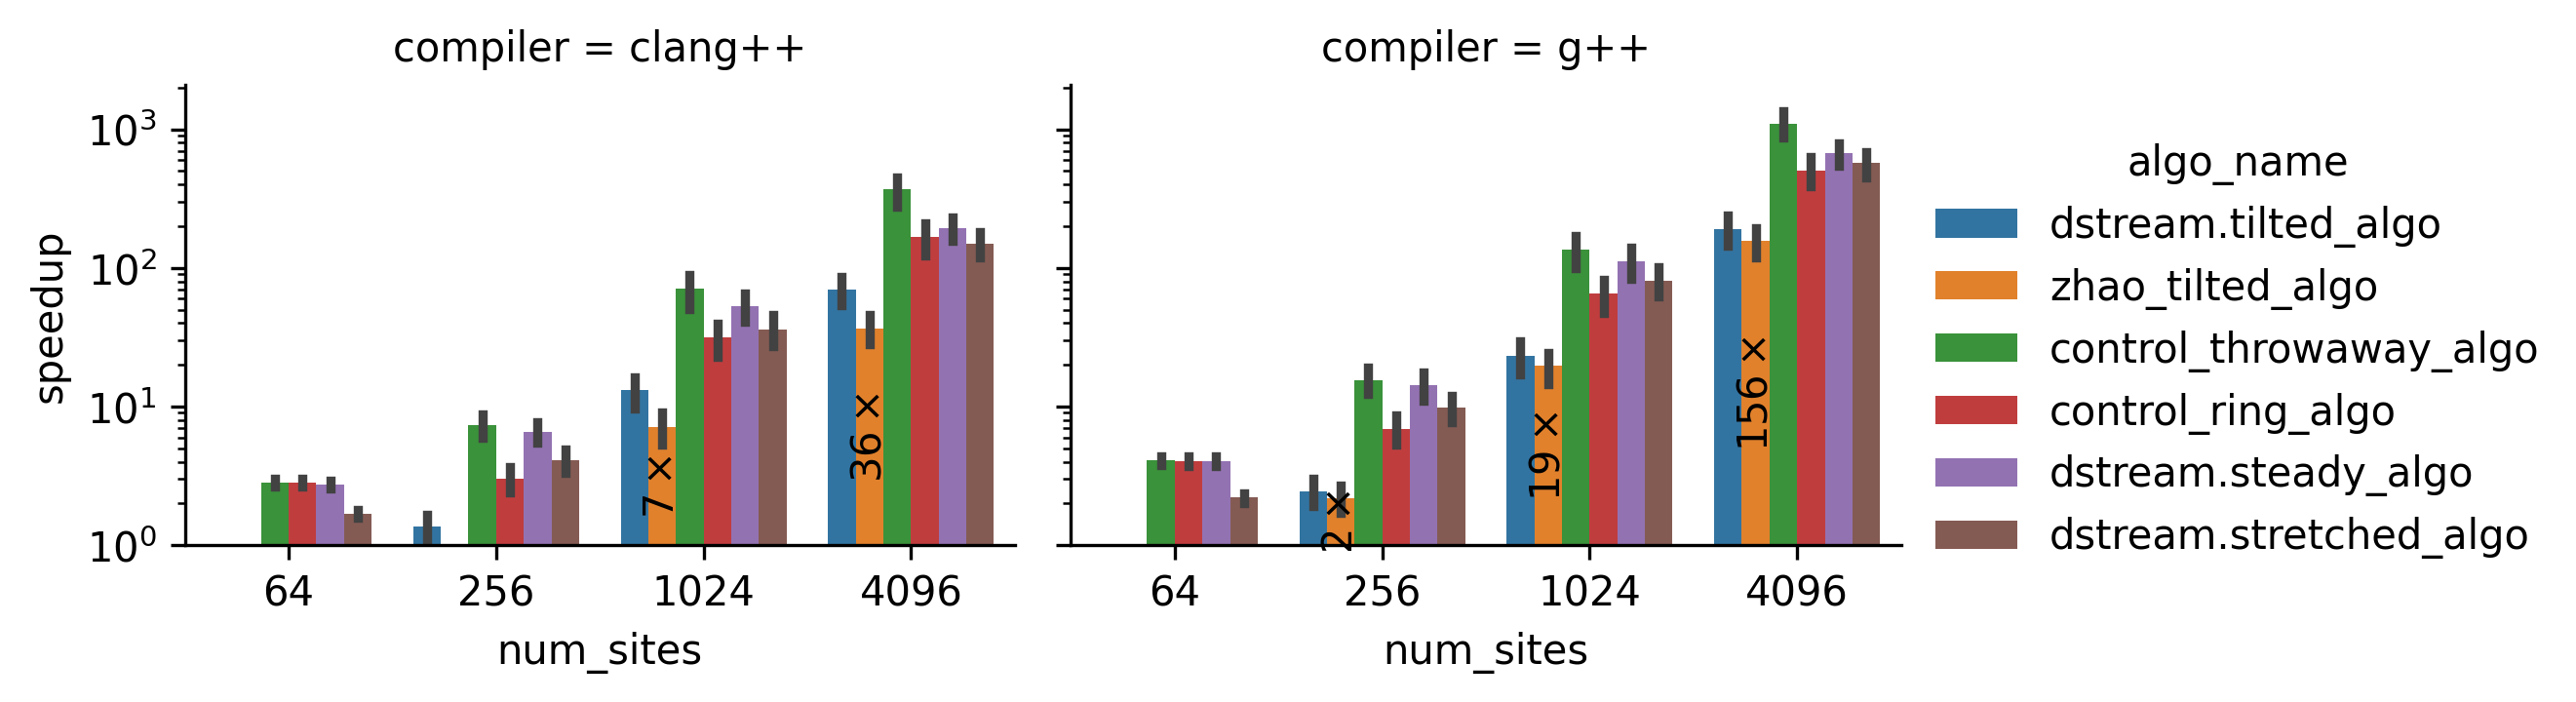 compiler = clang++
compiler = g++
speedup
10³
10²
10¹
10⁰
7 ×
36 ×
2 ×
19 ×
156 ×
64
256
1024
4096
num_sites
64
256
1024
4096
num_sites
algo_name
dstream.tilted_algo
zhao_tilted_algo
control_throwaway_algo
control_ring_algo
dstream.steady_algo
dstream.stretched_algo